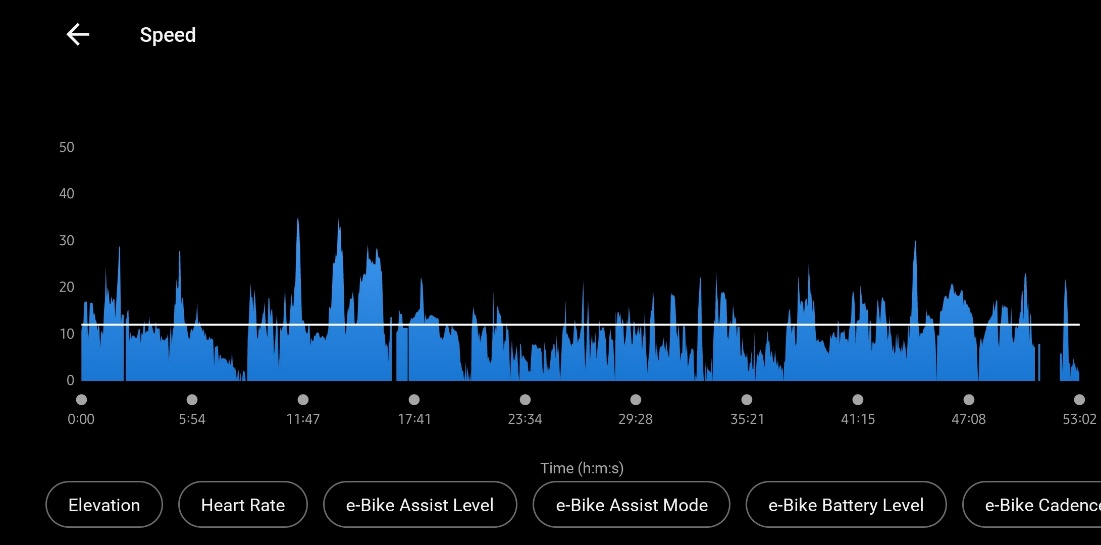 Speed
50
40
30
20
10
0
0:00 5:54 11:47 17:41 23:34 29:28 35:21 41:15 47:08 53:02
Time (h:m:s)
Elevation Heart Rate e-Bike Assist Level e-Bike Assist Mode e-Bike Battery Level e-Bike Cadence